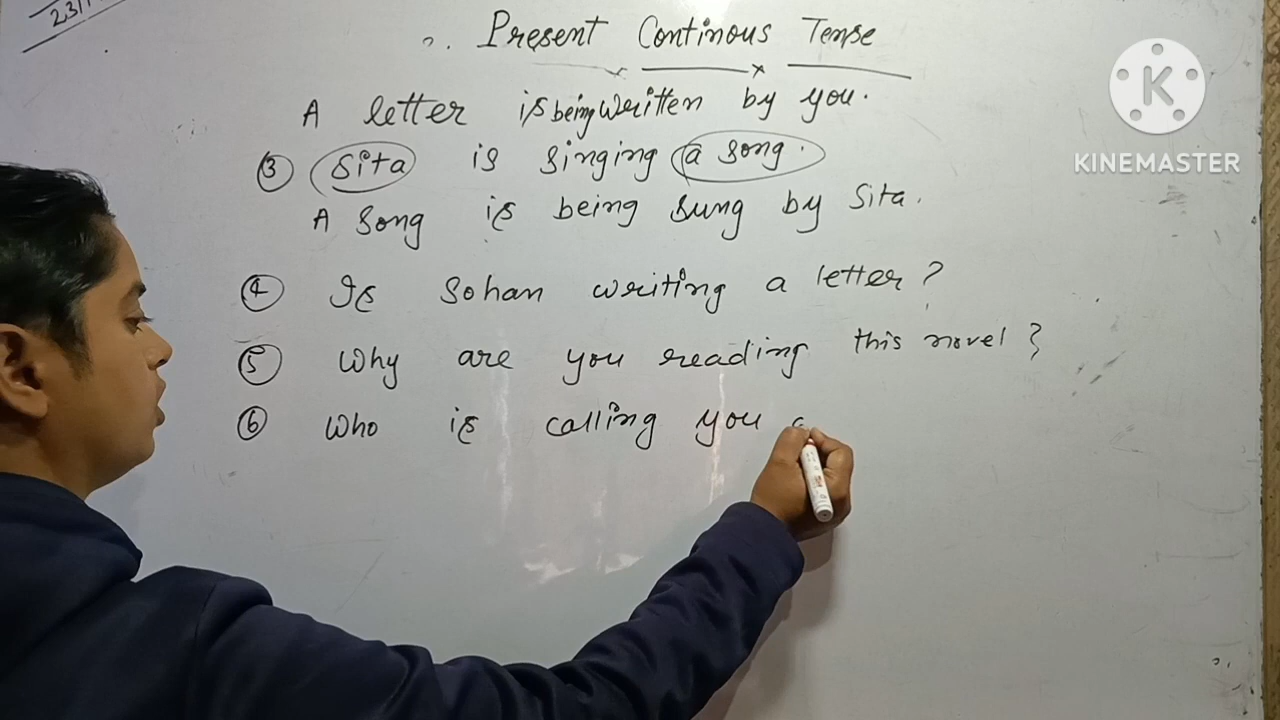 Present Continous Tense
A letter is being written by you.
③ Sita is singing a song.
A song is being sung by Sita.
④ Is Sohan writing a letter?
⑤ Why are you reading this novel?
⑥ Who is calling you
K
KINEMASTER